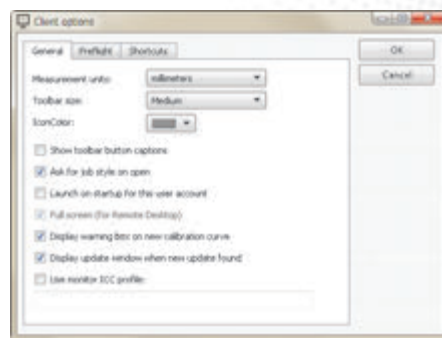 Client options
General Preflight Shortcuts
OK
Cancel
Measurement units: millimeters
Toolbar size: Medium
IconColor:
Show toolbar button captions
Ask for job style on open
Launch on startup for this user account
Full screen (for Remote Desktop)
Display warning box on new calibration curve
Display update window when new update found
Use monitor ICC profile: